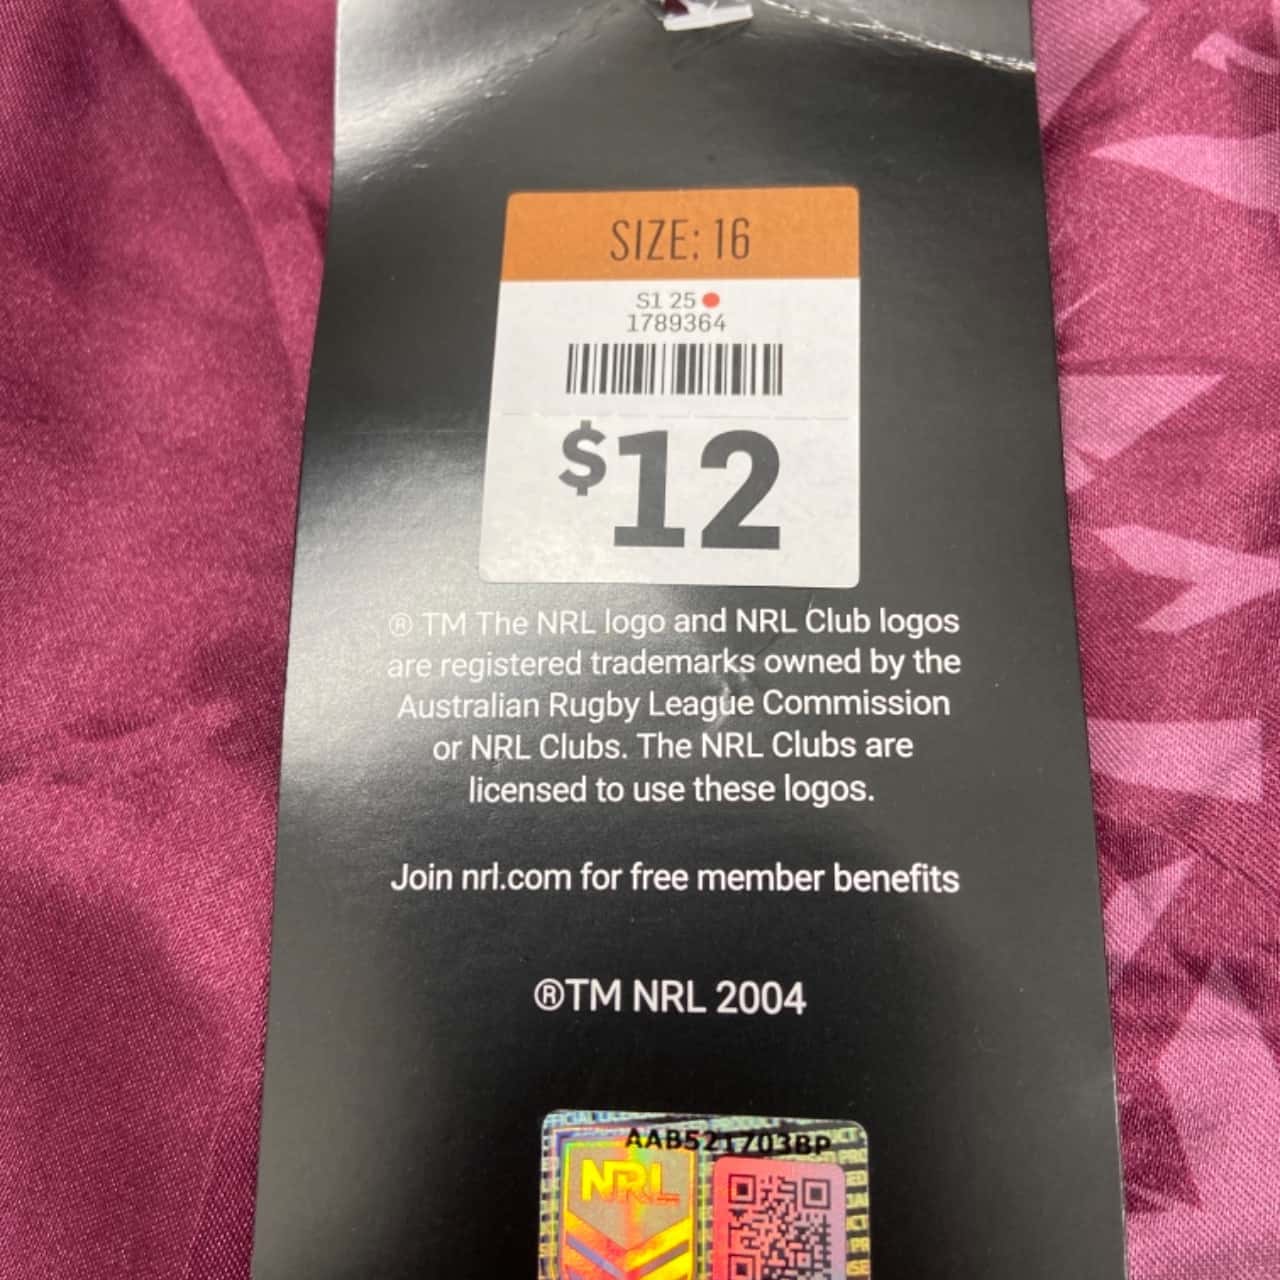 SIZE: 16
S1 25
1789364
$12
® TM The NRL logo and NRL Club logos
are registered trademarks owned by the
Australian Rugby League Commission
or NRL Clubs. The NRL Clubs are
licensed to use these logos.
Join nrl.com for free member benefits
®TM NRL 2004
AAB521703BP
NRL